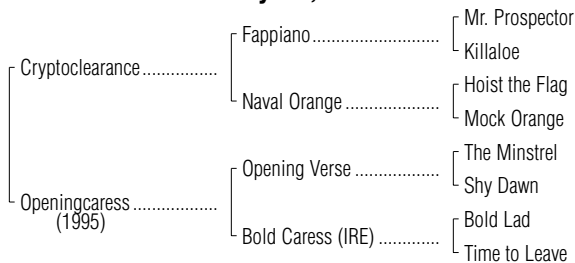 Mr. Prospector
Fappiano
Killaloe
Cryptoclearance
Hoist the Flag
Naval Orange
Mock Orange
The Minstrel
Opening Verse
Shy Dawn
Openingcaress
(1995)
Bold Lad
Bold Caress (IRE)
Time to Leave